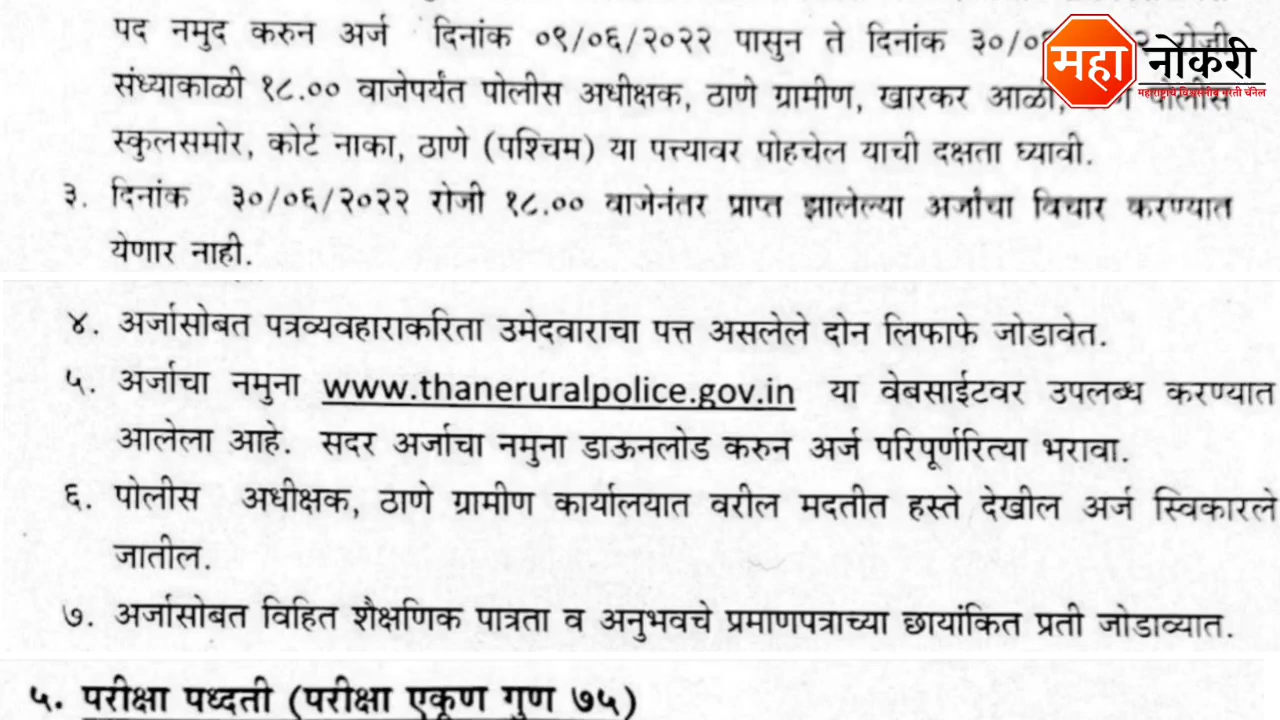 पद नमुद करुन अर्ज दिनांक ०९/०६/२०२२ पासुन ते दिनांक रोजी
संध्याकाळी १८.०० वाजेपर्यंत पोलीस अधीक्षक, ठाणे ग्रामीण, खारकर आळी, पोलीस
स्कुलसमोर, कोर्ट नाका, ठाणे (पश्चिम) या पत्त्यावर पोहचेल याची दक्षता घ्यावी.
३. दिनांक ३०/०६/२०२२ रोजी १८.०० वाजेनंतर प्राप्त झालेल्या अर्जांचा विचार करण्यात
येणार नाही.
४. अर्जासोबत पत्रव्यवहाराकरिता उमेदवाराचा पत्त असलेले दोन लिफाफे जोडावेत.
५. अर्जाचा नमुना www.thaneruralpolice.gov.in या वेबसाईटवर उपलब्ध करण्यात
आलेला आहे. सदर अर्जाचा नमुना डाऊनलोड करुन अर्ज परिपूर्णरित्या भरावा.
६. पोलीस अधीक्षक, ठाणे ग्रामीण कार्यालयात वरील मदतीत हस्ते देखील अर्ज स्विकारले
जातील.
७. अर्जासोबत विहित शैक्षणिक पात्रता व अनुभवचे प्रमाणपत्राच्या छायांकित प्रती जोडाव्यात.
५. परीक्षा पध्दती (परीक्षा एकूण गुण ७५)
महा नोकरी
महाराष्ट्राचे विश्वसनीय भरती चॅनेल